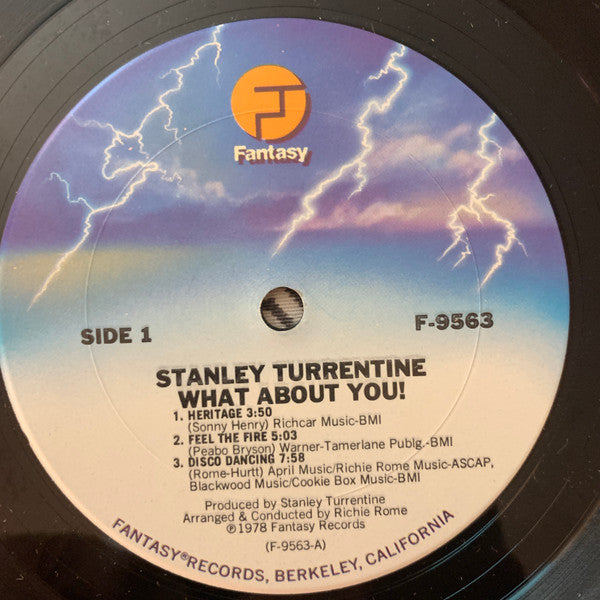 Fantasy
SIDE 1
F-9563
STANLEY TURRENTINE
WHAT ABOUT YOU!
1. HERITAGE 3:50
(Sonny Henry) Richcar Music-BMI
2. FEEL THE FIRE 5:03
(Peabo Bryson) Warner-Tamerlane Publg.-BMI
3. DISCO DANCING 7:58
(Rome-Hurtt) April Music/Richie Rome Music-ASCAP,
Blackwood Music/Cookie Box Music-BMI
Produced by Stanley Turrentine
Arranged & Conducted by Richie Rome
℗1978 Fantasy Records
(F-9563-A)
FANTASY® RECORDS, BERKELEY, CALIFORNIA